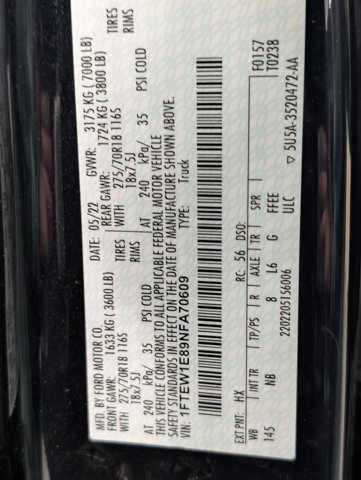 MFD. BY FORD MOTOR CO.
DATE: 05/22 GVWR: 3175 KG ( 7000 LB)
FRONT GAWR: 1633 KG ( 3600 LB) REAR GAWR: 1724 KG ( 3800 LB)
275/70R18 116S TIRES WITH 275/70R18 116S TIRES
18x7.5J RIMS 18x7.5J RIMS
AT 240 kPa/ 35 PSI COLD AT 240 kPa/ 35 PSI COLD
THIS VEHICLE CONFORMS TO ALL APPLICABLE FEDERAL MOTOR VEHICLE
SAFETY STANDARDS IN EFFECT ON THE DATE OF MANUFACTURE SHOWN ABOVE.
VIN: 1FTEW1E89NFA70609
TYPE: Truck
F0157
T0238
EXT PNT: HX RC: 56 DSO:
WB INT TR TP/PS R AXLE TR SPR
145 NB 8 L6 G FFEE
2202205156006 ULC
▽ 5U5A-3520472-AA